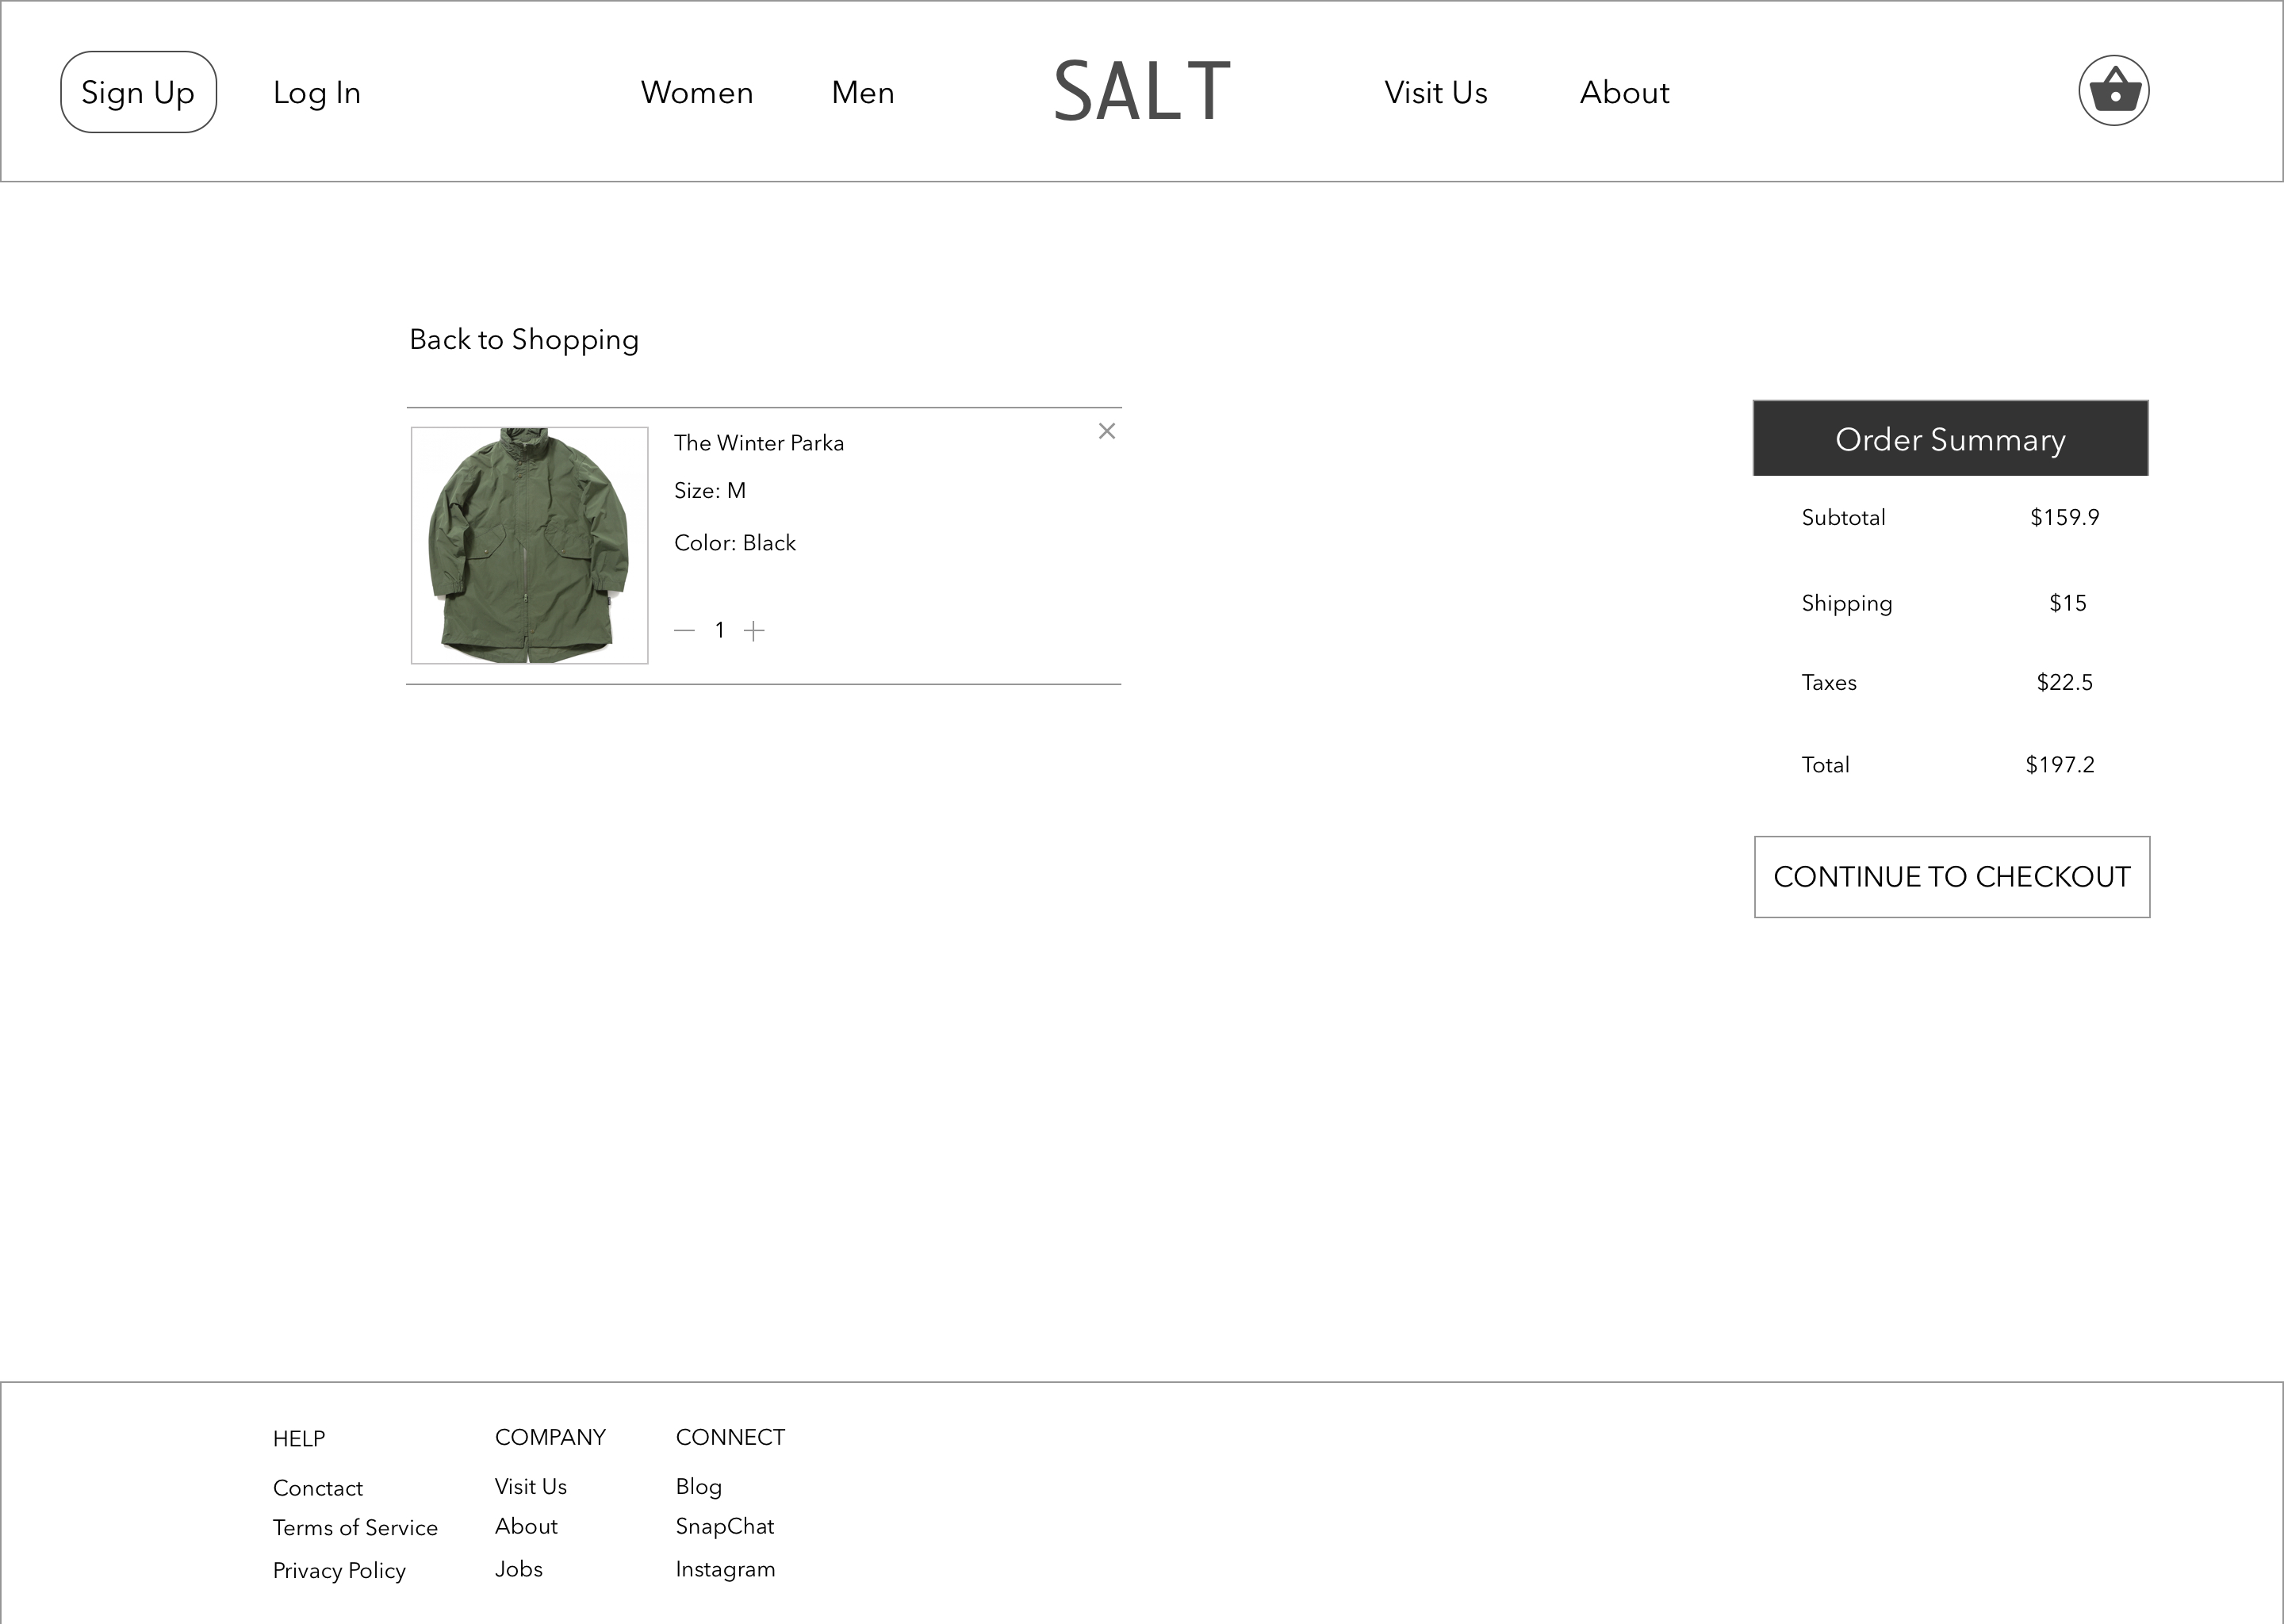 Sign Up
Log In
Women
Men
SALT
Visit Us
About
Back to Shopping
The Winter Parka
Size: M
Color: Black
1
Order Summary
Subtotal $159.9
Shipping $15
Taxes $22.5
Total $197.2
CONTINUE TO CHECKOUT
HELP
Conctact
Terms of Service
Privacy Policy
COMPANY
Visit Us
About
Jobs
CONNECT
Blog
SnapChat
Instagram